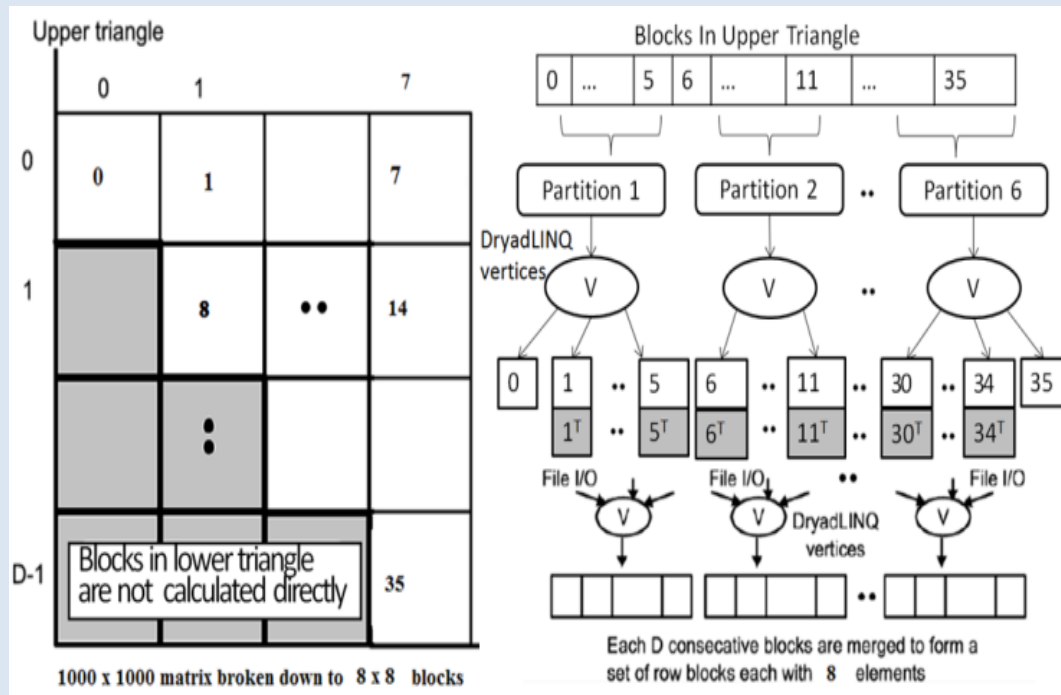 Upper triangle
0 1 7
0
0 1 7
1
8 •• 14
••
D-1
Blocks in lower triangle
are not calculated directly
35
1000 x 1000 matrix broken down to 8 x 8 blocks
Blocks In Upper Triangle
0 ... 5 6 ... 11 ... 35
Partition 1 Partition 2 •• Partition 6
DryadLINQ
vertices
V V •• V
0 1 •• 5 6 •• 11 •• 30 •• 34 35
1ᵀ •• 5ᵀ 6ᵀ •• 11ᵀ •• 30ᵀ •• 34ᵀ
File I/O File I/O •• File I/O
V V V
DryadLINQ
vertices
••
Each D consecutive blocks are merged to form a
set of row blocks each with 8 elements